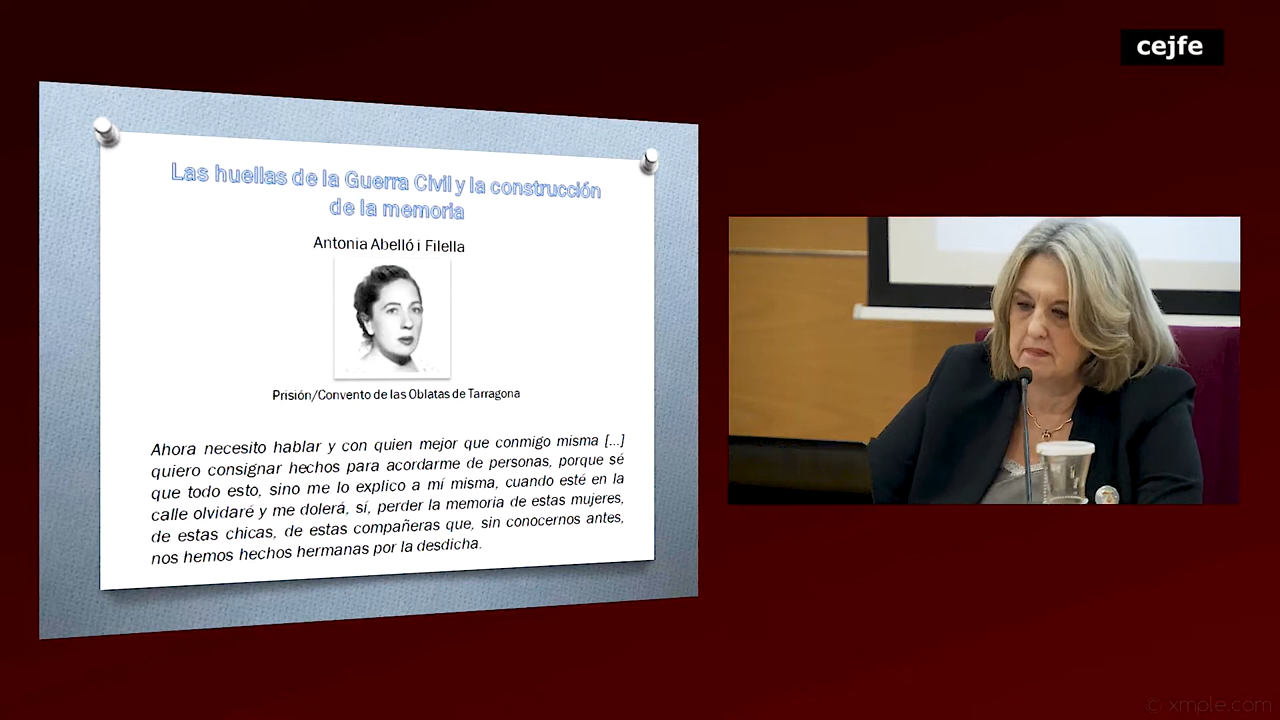 cejfe
Las huellas de la Guerra Civil y la construcción
de la memoria
Antonia Abelló i Filella
Prisión/Convento de las Oblatas de Tarragona
Ahora necesito hablar y con quien mejor que conmigo misma [...]
quiero consignar hechos para acordarme de personas, porque sé
que todo esto, sino me lo explico a mí misma, cuando esté en la
calle olvidaré y me dolerá, sí, perder la memoria de estas mujeres,
de estas chicas, de estas compañeras que, sin conocernos antes,
nos hemos hechos hermanas por la desdicha.
© xmple.com